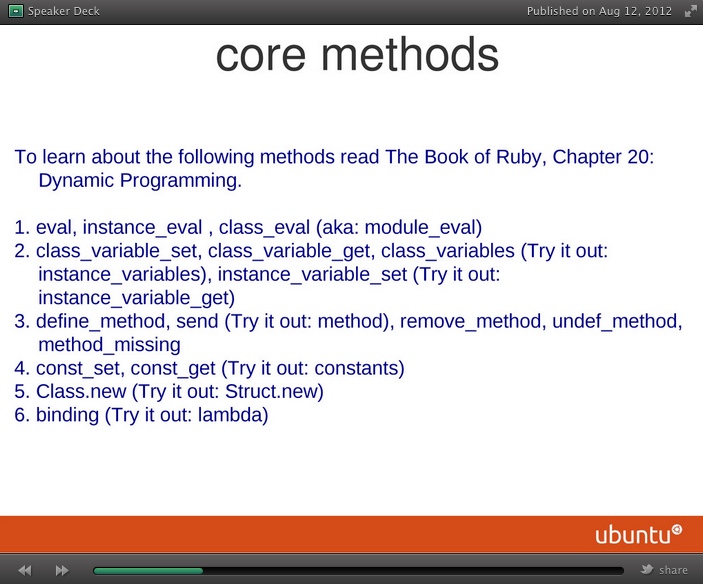 Speaker Deck
Published on Aug 12, 2012
core methods
To learn about the following methods read The Book of Ruby, Chapter 20:
Dynamic Programming.
1. eval, instance_eval , class_eval (aka: module_eval)
2. class_variable_set, class_variable_get, class_variables (Try it out:
instance_variables), instance_variable_set (Try it out:
instance_variable_get)
3. define_method, send (Try it out: method), remove_method, undef_method,
method_missing
4. const_set, const_get (Try it out: constants)
5. Class.new (Try it out: Struct.new)
6. binding (Try it out: lambda)
ubuntu
share